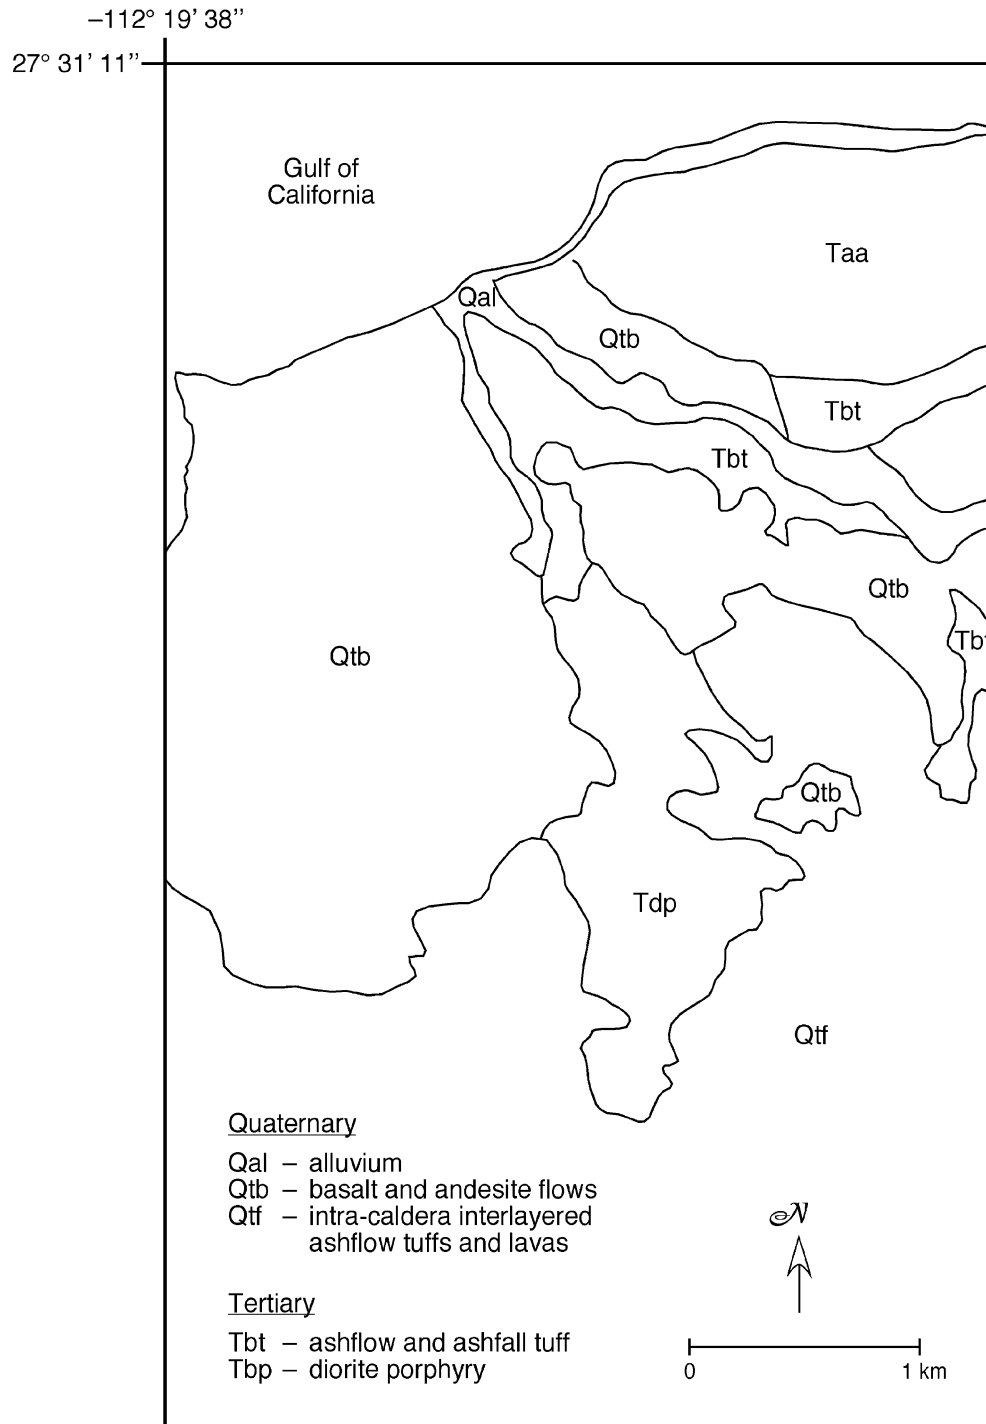 –112° 19’ 38’’
27° 31’ 11’’
Gulf of
California
Taa
Qal
Qtb
Tbt
Tbt
Qtb
Tbt
Qtb
Qtb
Tdp
Qtf
Quaternary
Qal – alluvium
Qtb – basalt and andesite flows
Qtf – intra-caldera interlayered
ashflow tuffs and lavas
N
Tertiary
Tbt – ashflow and ashfall tuff
Tbp – diorite porphyry
0 1 km